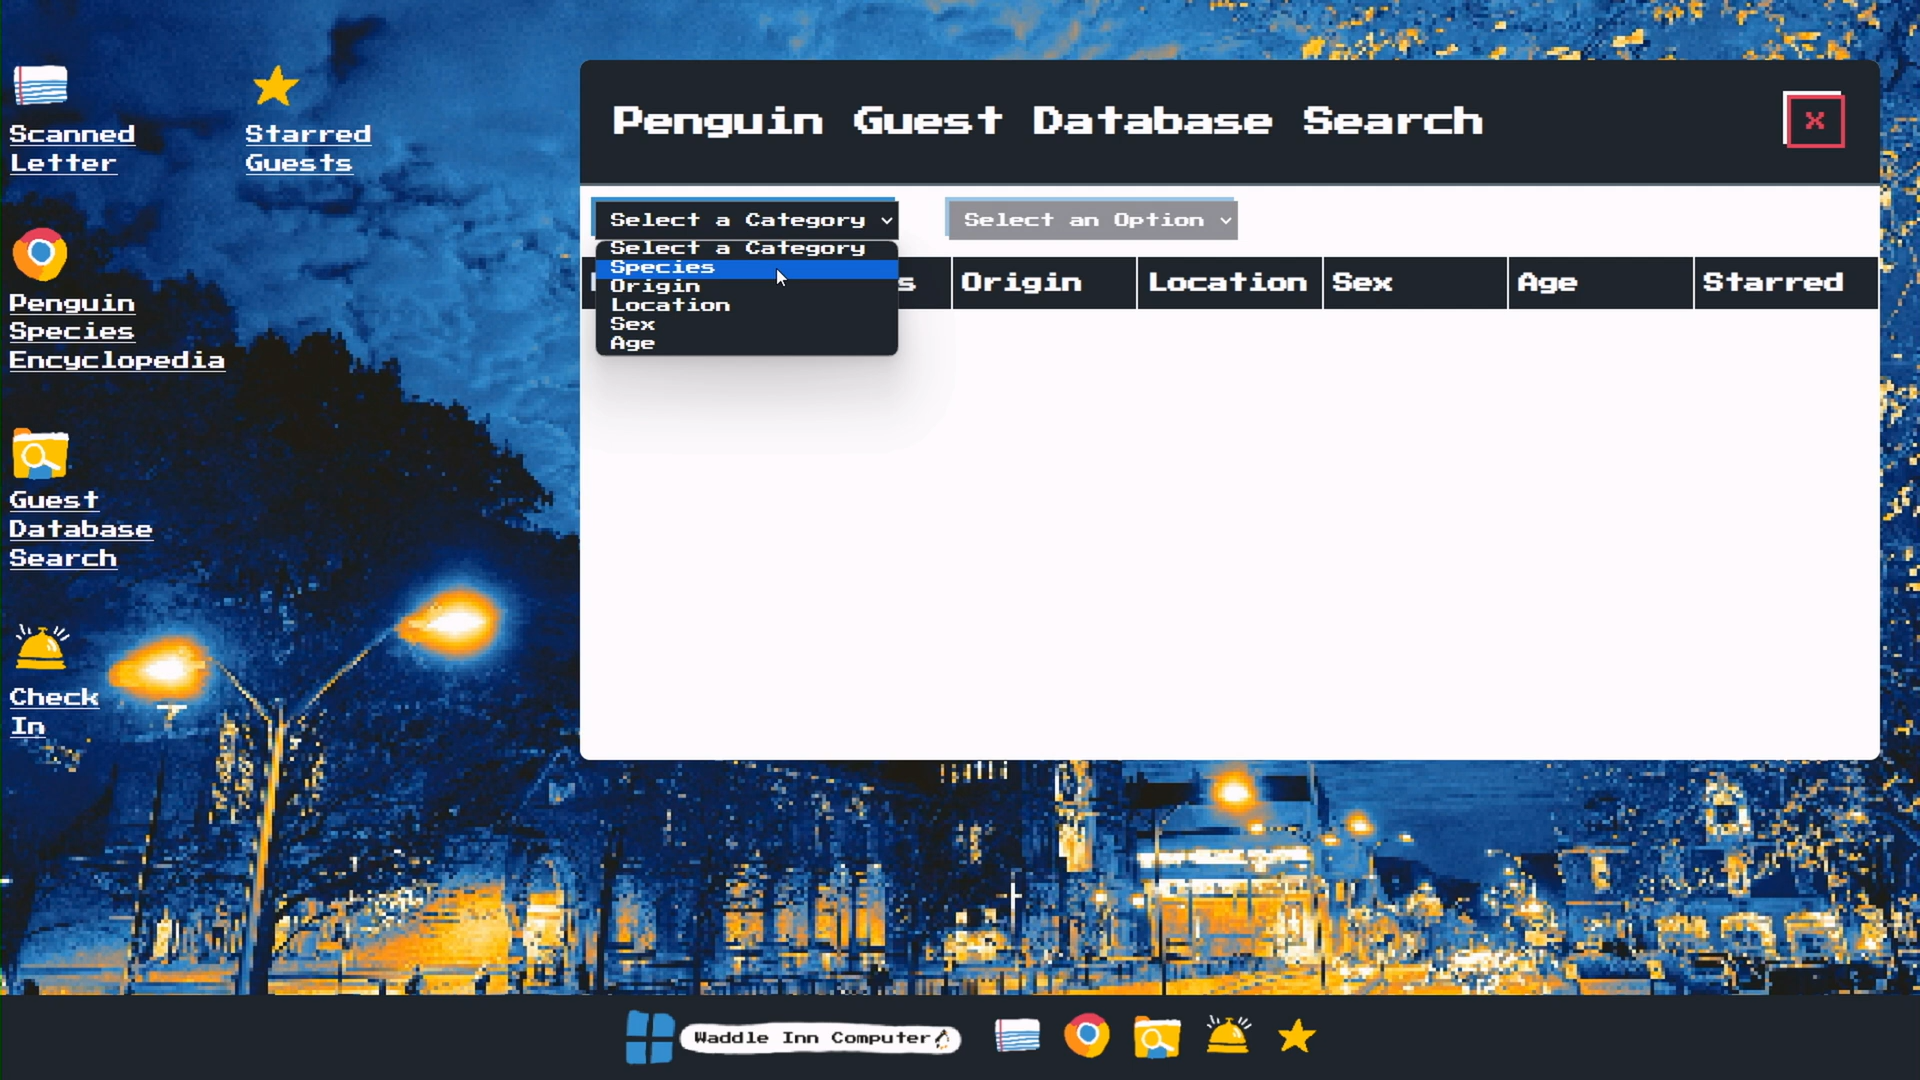 Scanned
Letter
Starred
Guests
Penguin
Species
Encyclopedia
Guest
Database
Search
Check
In
Penguin Guest Database Search
X
Select a Category
Select an Option
Select a Category
Species
Origin
Location
Sex
Age
s
Origin
Location
Sex
Age
Starred
Waddle Inn Computer